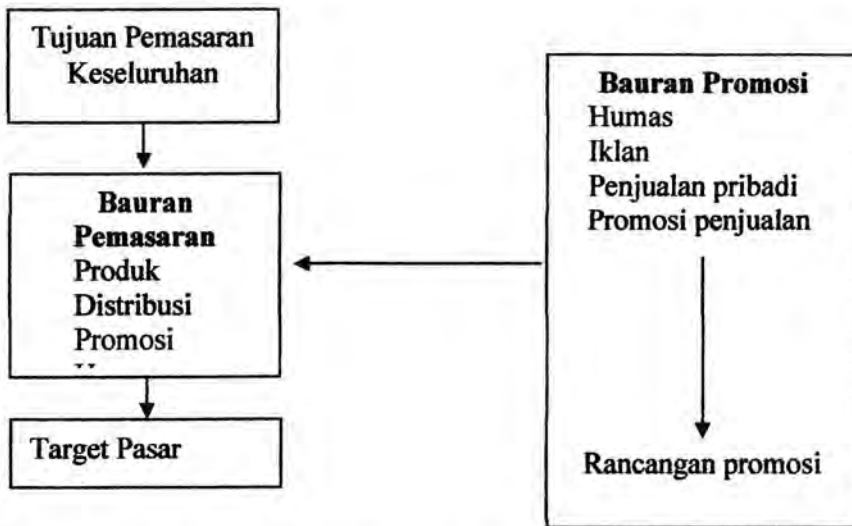 Tujuan Pemasaran
Keseluruhan
Bauran
Pemasaran
Produk
Distribusi
Promosi
Target Pasar
Bauran Promosi
Humas
Iklan
Penjualan pribadi
Promosi penjualan
Rancangan promosi